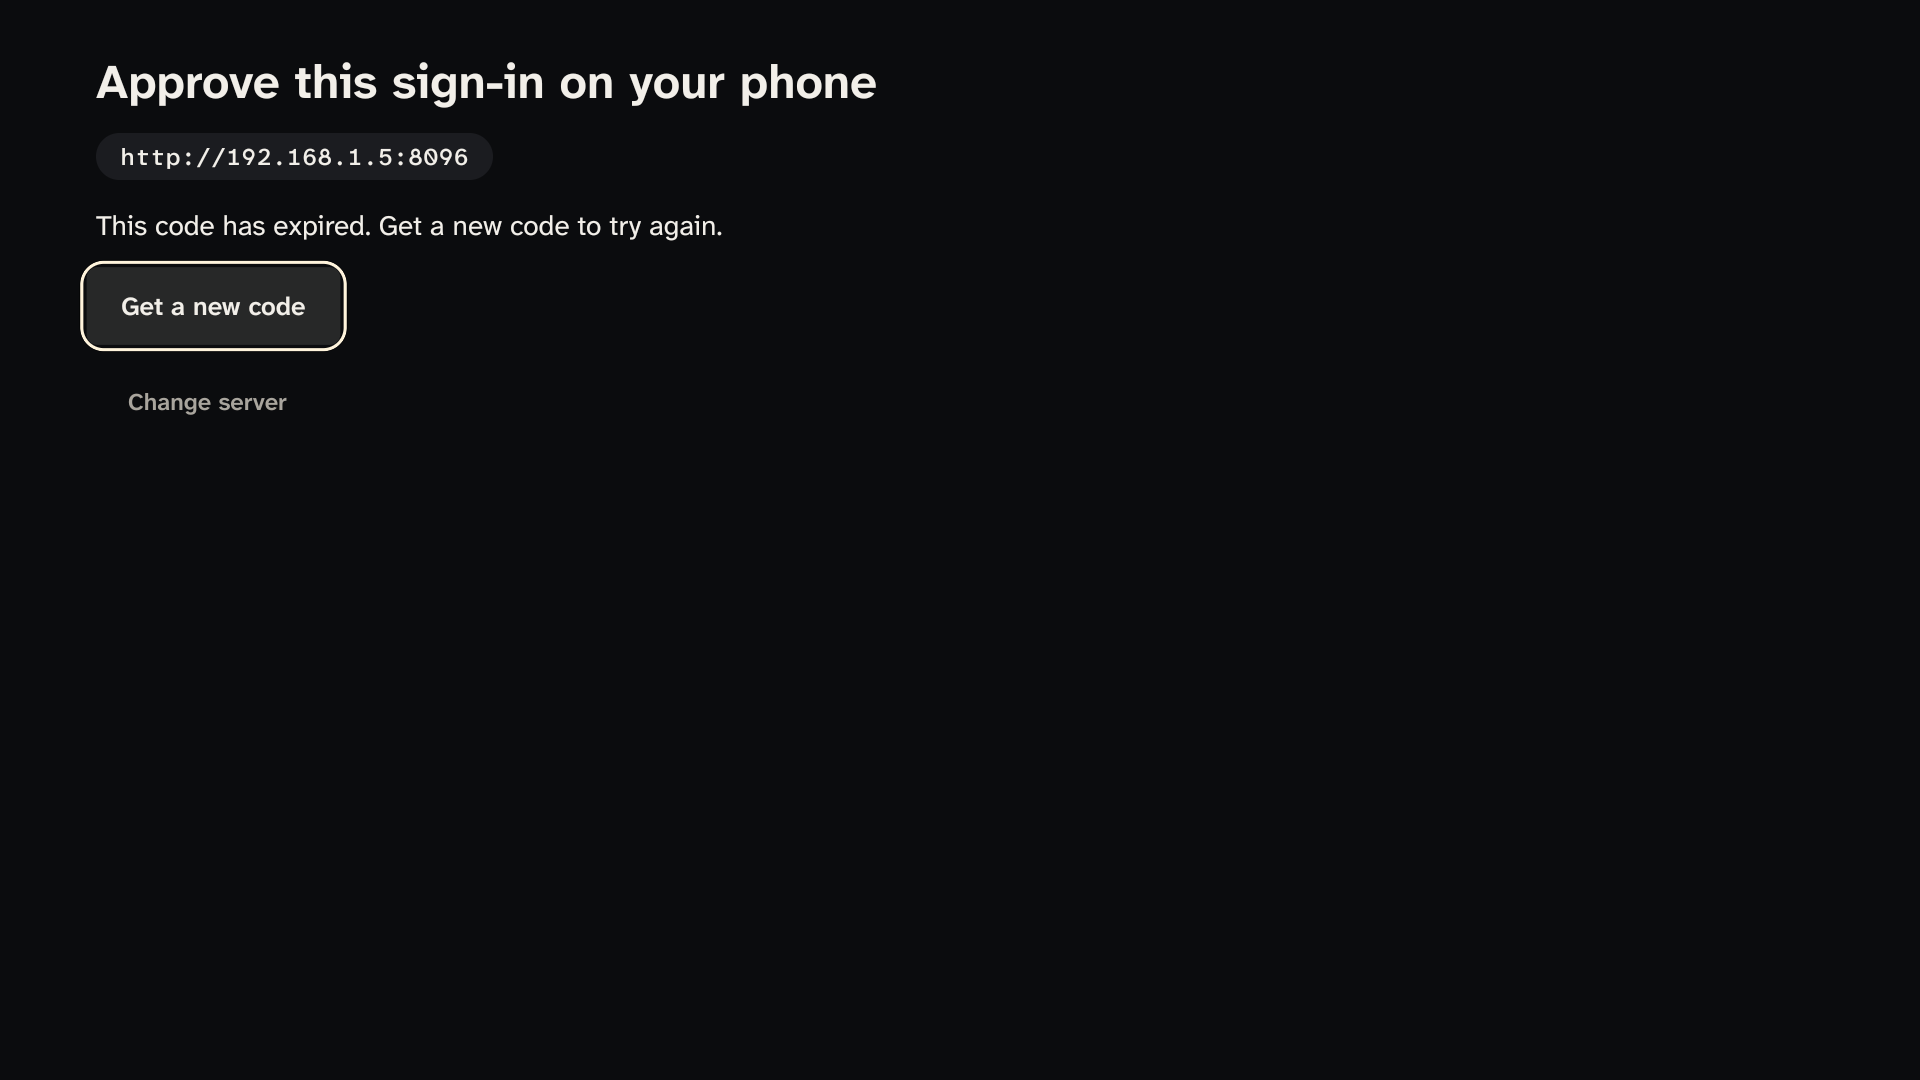 Approve this sign-in on your phone
http://192.168.1.5:8096
This code has expired. Get a new code to try again.
Get a new code
Change server